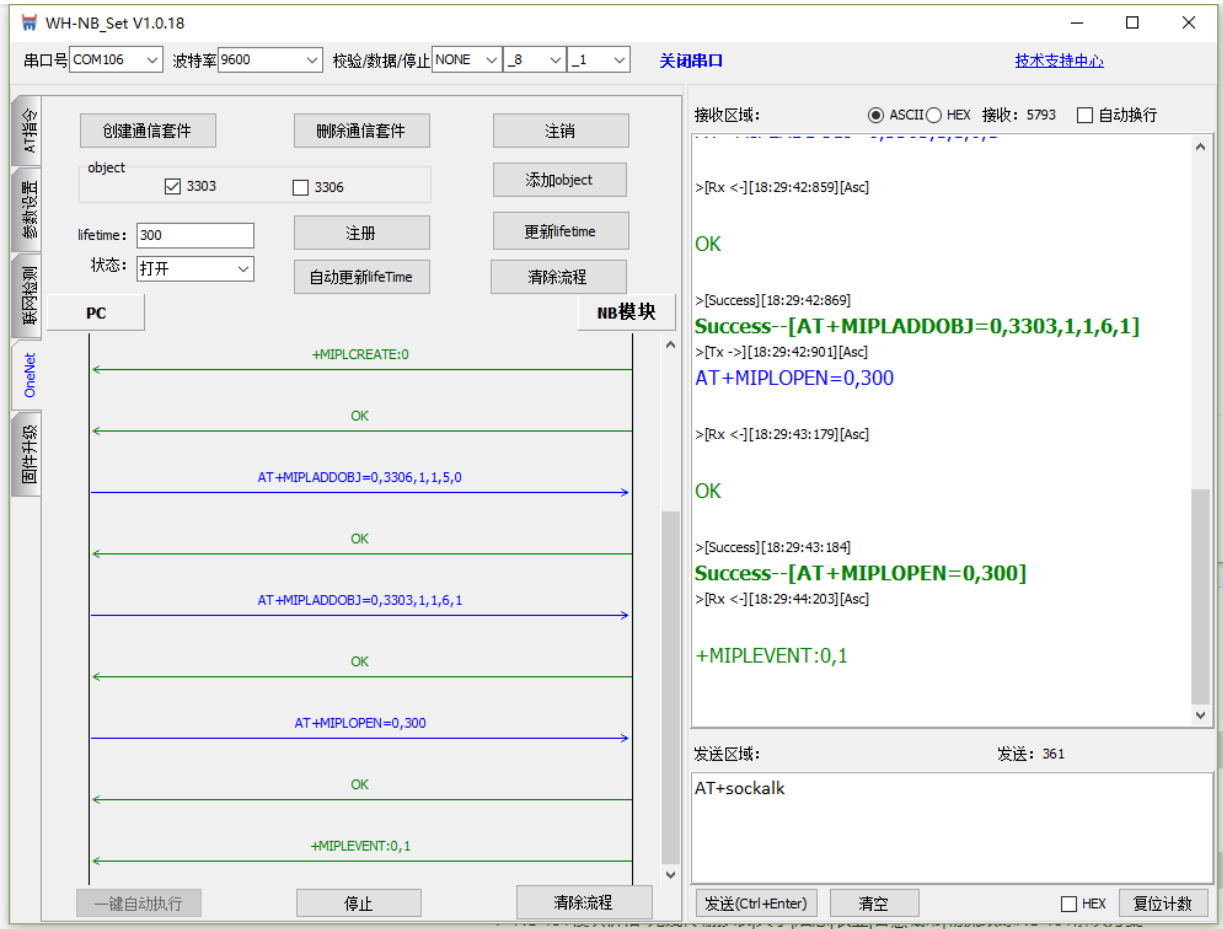 WH-NB_Set V1.0.18
串口号 COM106 波特率 9600 校验/数据/停止 NONE _8 _1 关闭串口 技术支持中心
AT指令
参数设置
联网检测
OneNet
固件升级
创建通信套件 删除通信套件 注销
object
3303 3306 添加object
lifetime: 300 注册 更新lifetime
状态: 打开 自动更新lifeTime 清除流程
PC NB模块
+MIPLCREATE:0
OK
AT+MIPLADDOBJ=0,3306,1,1,5,0
OK
AT+MIPLADDOBJ=0,3303,1,1,6,1
OK
AT+MIPLOPEN=0,300
OK
+MIPLEVENT:0,1
一键自动执行 停止 清除流程
接收区域: ASCII HEX 接收: 5793 自动换行
>[Rx <-][18:29:42:859][Asc]
OK
>[Success][18:29:42:869]
Success--[AT+MIPLADDOBJ=0,3303,1,1,6,1]
>[Tx ->][18:29:42:901][Asc]
AT+MIPLOPEN=0,300
>[Rx <-][18:29:43:179][Asc]
OK
>[Success][18:29:43:184]
Success--[AT+MIPLOPEN=0,300]
>[Rx <-][18:29:44:203][Asc]
+MIPLEVENT:0,1
发送区域: 发送: 361
AT+sockalk
发送(Ctrl+Enter) 清空 HEX 复位计数